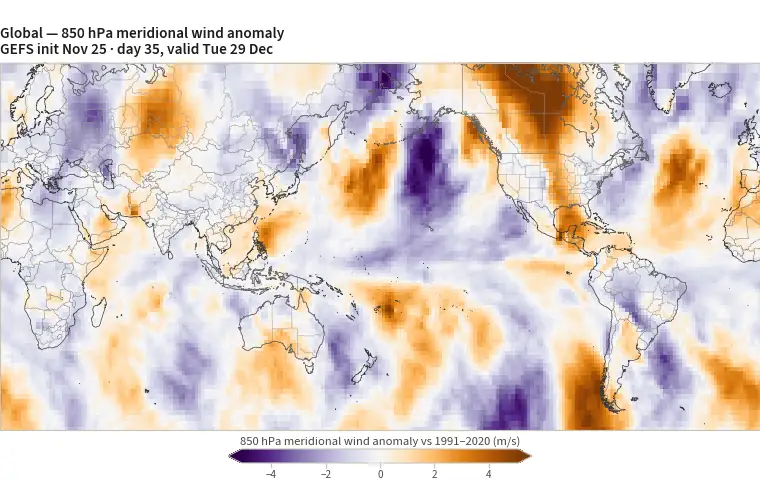 Global — 850 hPa meridional wind anomaly
GEFS init Nov 25 · day 35, valid Tue 29 Dec
850 hPa meridional wind anomaly vs 1991–2020 (m/s)
−4 −2 0 2 4